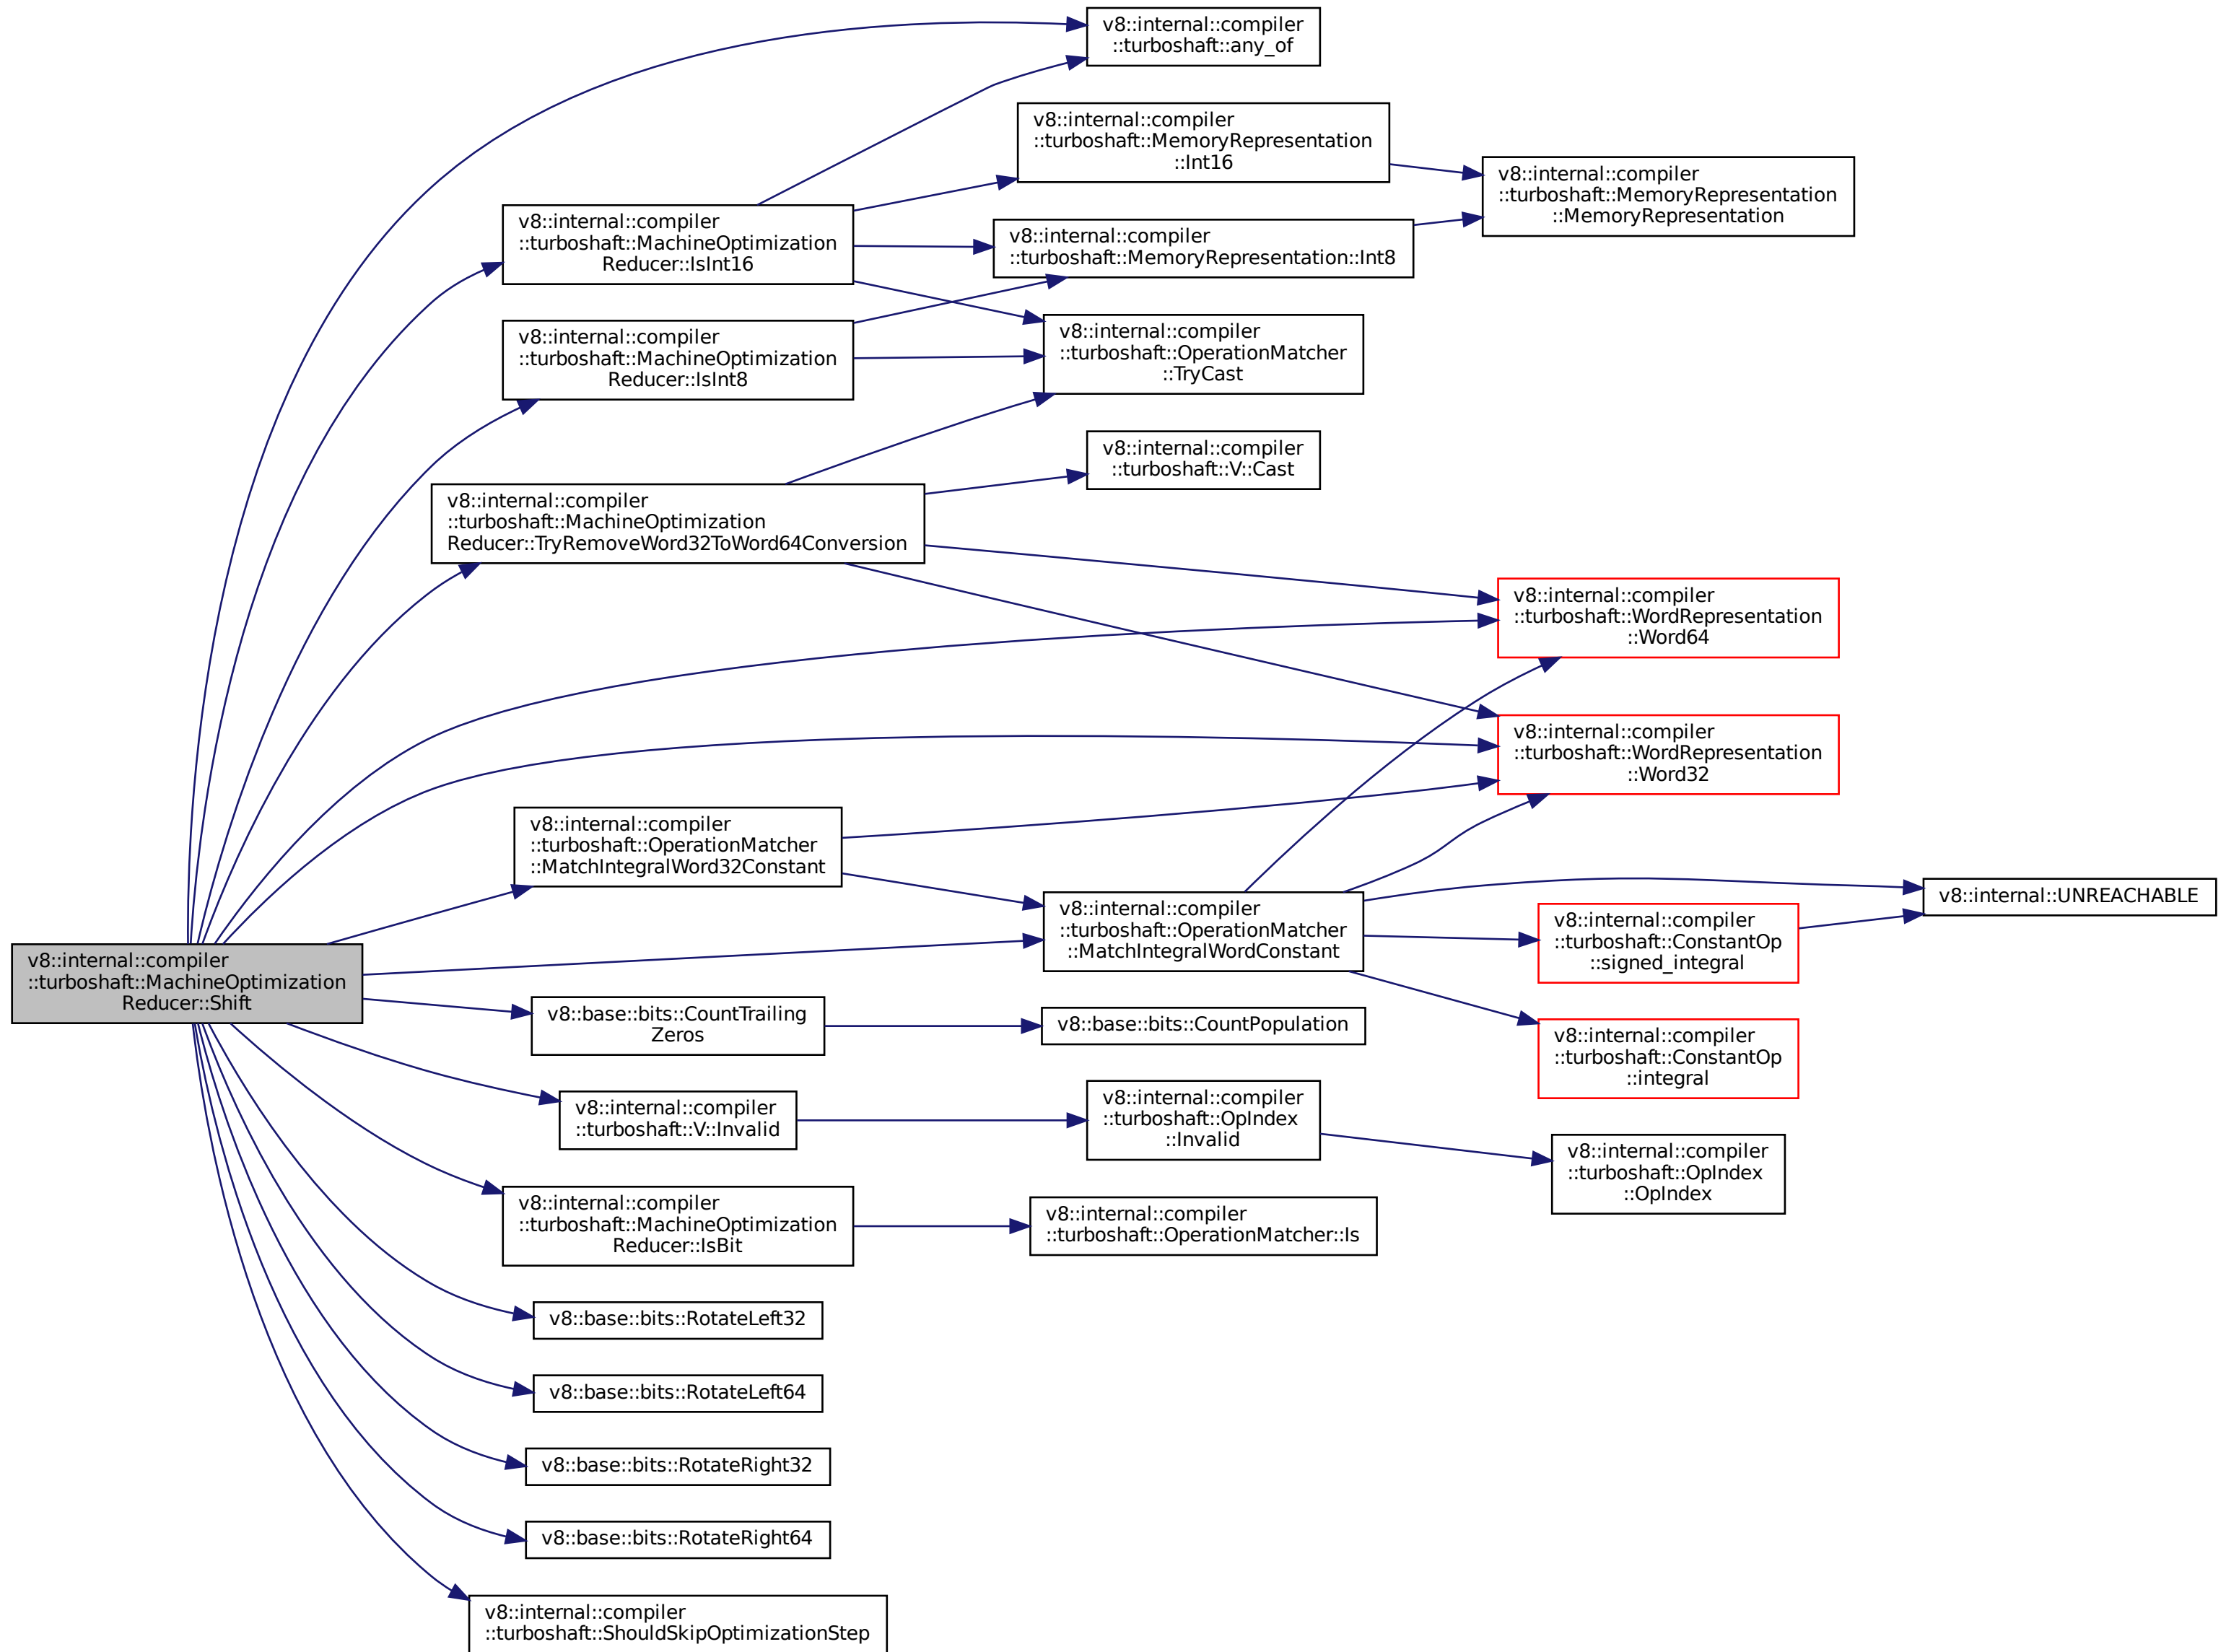 v8::internal::compiler
::turboshaft::any_of
v8::internal::compiler
::turboshaft::MemoryRepresentation
::Int16
v8::internal::compiler
::turboshaft::MemoryRepresentation
::MemoryRepresentation
v8::internal::compiler
::turboshaft::MachineOptimization
Reducer::IsInt16
v8::internal::compiler
::turboshaft::MemoryRepresentation::Int8
v8::internal::compiler
::turboshaft::MachineOptimization
Reducer::IsInt8
v8::internal::compiler
::turboshaft::OperationMatcher
::TryCast
v8::internal::compiler
::turboshaft::V::Cast
v8::internal::compiler
::turboshaft::MachineOptimization
Reducer::TryRemoveWord32ToWord64Conversion
v8::internal::compiler
::turboshaft::WordRepresentation
::Word64
v8::internal::compiler
::turboshaft::WordRepresentation
::Word32
v8::internal::compiler
::turboshaft::OperationMatcher
::MatchIntegralWord32Constant
v8::internal::compiler
::turboshaft::OperationMatcher
::MatchIntegralWordConstant
v8::internal::UNREACHABLE
v8::internal::compiler
::turboshaft::ConstantOp
::signed_integral
v8::internal::compiler
::turboshaft::MachineOptimization
Reducer::Shift
v8::base::bits::CountTrailing
Zeros
v8::base::bits::CountPopulation
v8::internal::compiler
::turboshaft::ConstantOp
::integral
v8::internal::compiler
::turboshaft::V::Invalid
v8::internal::compiler
::turboshaft::OpIndex
::Invalid
v8::internal::compiler
::turboshaft::OpIndex
::OpIndex
v8::internal::compiler
::turboshaft::MachineOptimization
Reducer::IsBit
v8::internal::compiler
::turboshaft::OperationMatcher::Is
v8::base::bits::RotateLeft32
v8::base::bits::RotateLeft64
v8::base::bits::RotateRight32
v8::base::bits::RotateRight64
v8::internal::compiler
::turboshaft::ShouldSkipOptimizationStep